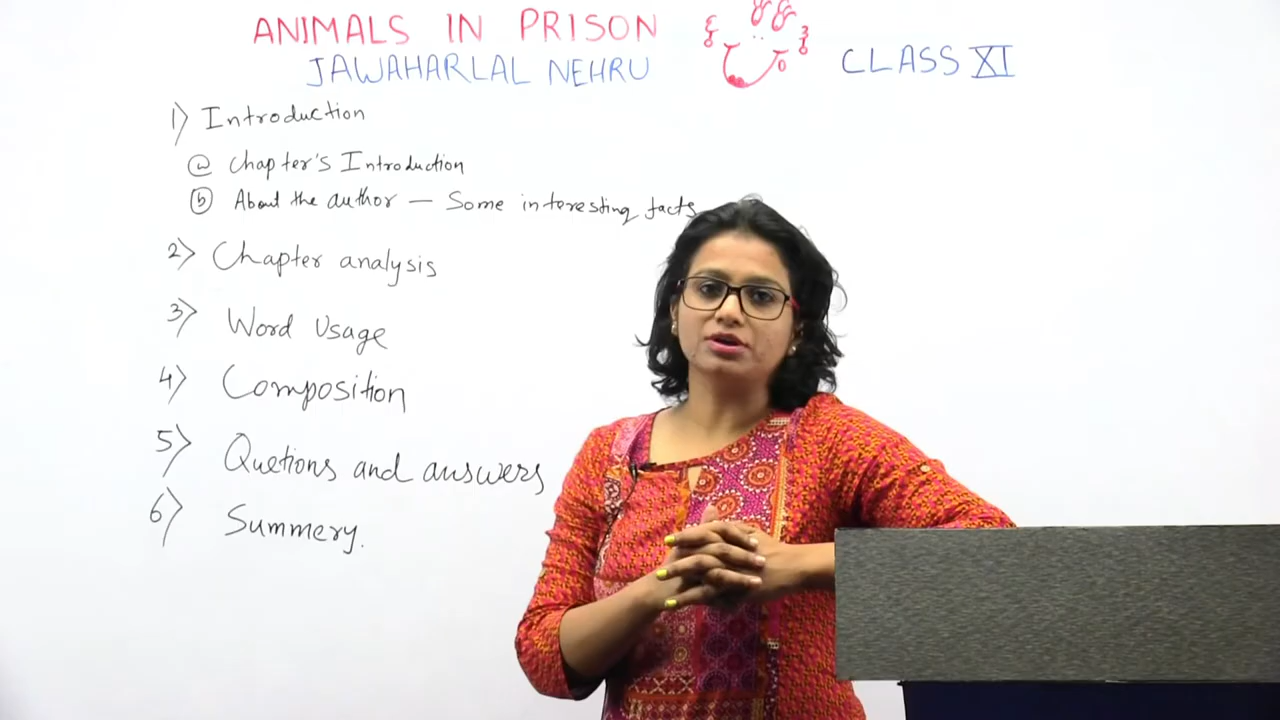 ANIMALS IN PRISON
JAWAHARLAL NEHRU
CLASS XI
1) Introduction
ⓐ Chapter's Introduction
ⓑ About the author — Some interesting facts
2) Chapter analysis
3) Word Usage
4) Composition
5) Quetions and answers
6) Summery.